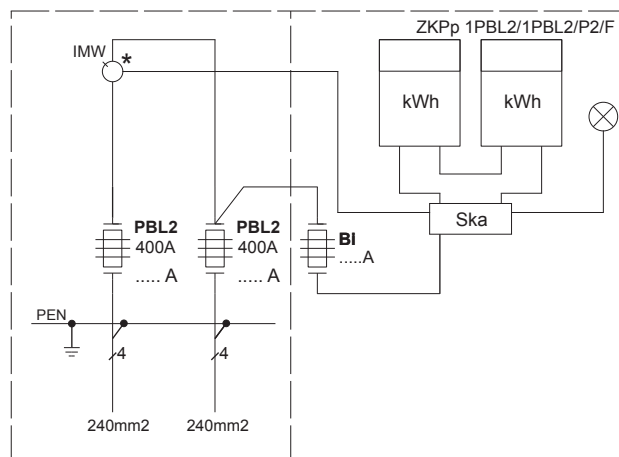 ZKPp 1PBL2/1PBL2/P2/F
IMW
*
kWh
kWh
Ska
PBL2
400A
..... A
PBL2
400A
..... A
BI
.....A
PEN
4
4
240mm2
240mm2